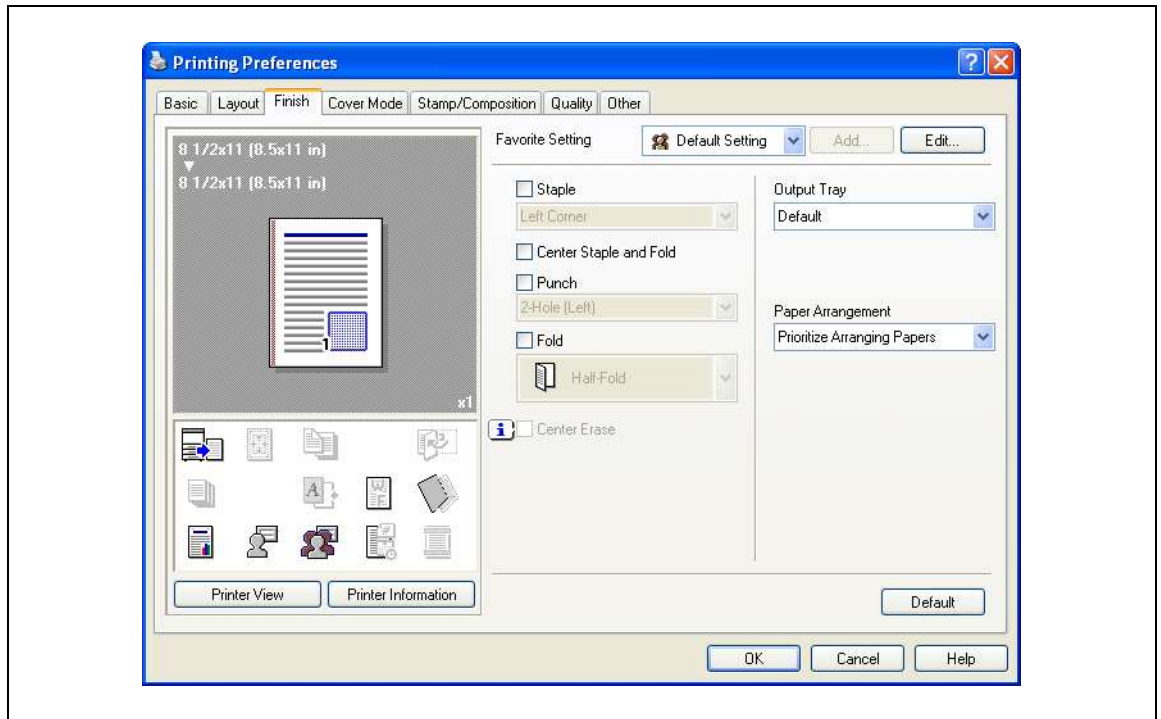 Printing Preferences
Basic Layout Finish Cover Mode Stamp/Composition Quality Other
8 1/2x11 (8.5x11 in)
8 1/2x11 (8.5x11 in)
1
x1
Printer View Printer Information
Favorite Setting Default Setting Add... Edit...
Staple
Left Corner
Center Staple and Fold
Punch
2-Hole (Left)
Fold
Half-Fold
Center Erase
Output Tray
Default
Paper Arrangement
Prioritize Arranging Papers
Default
OK Cancel Help